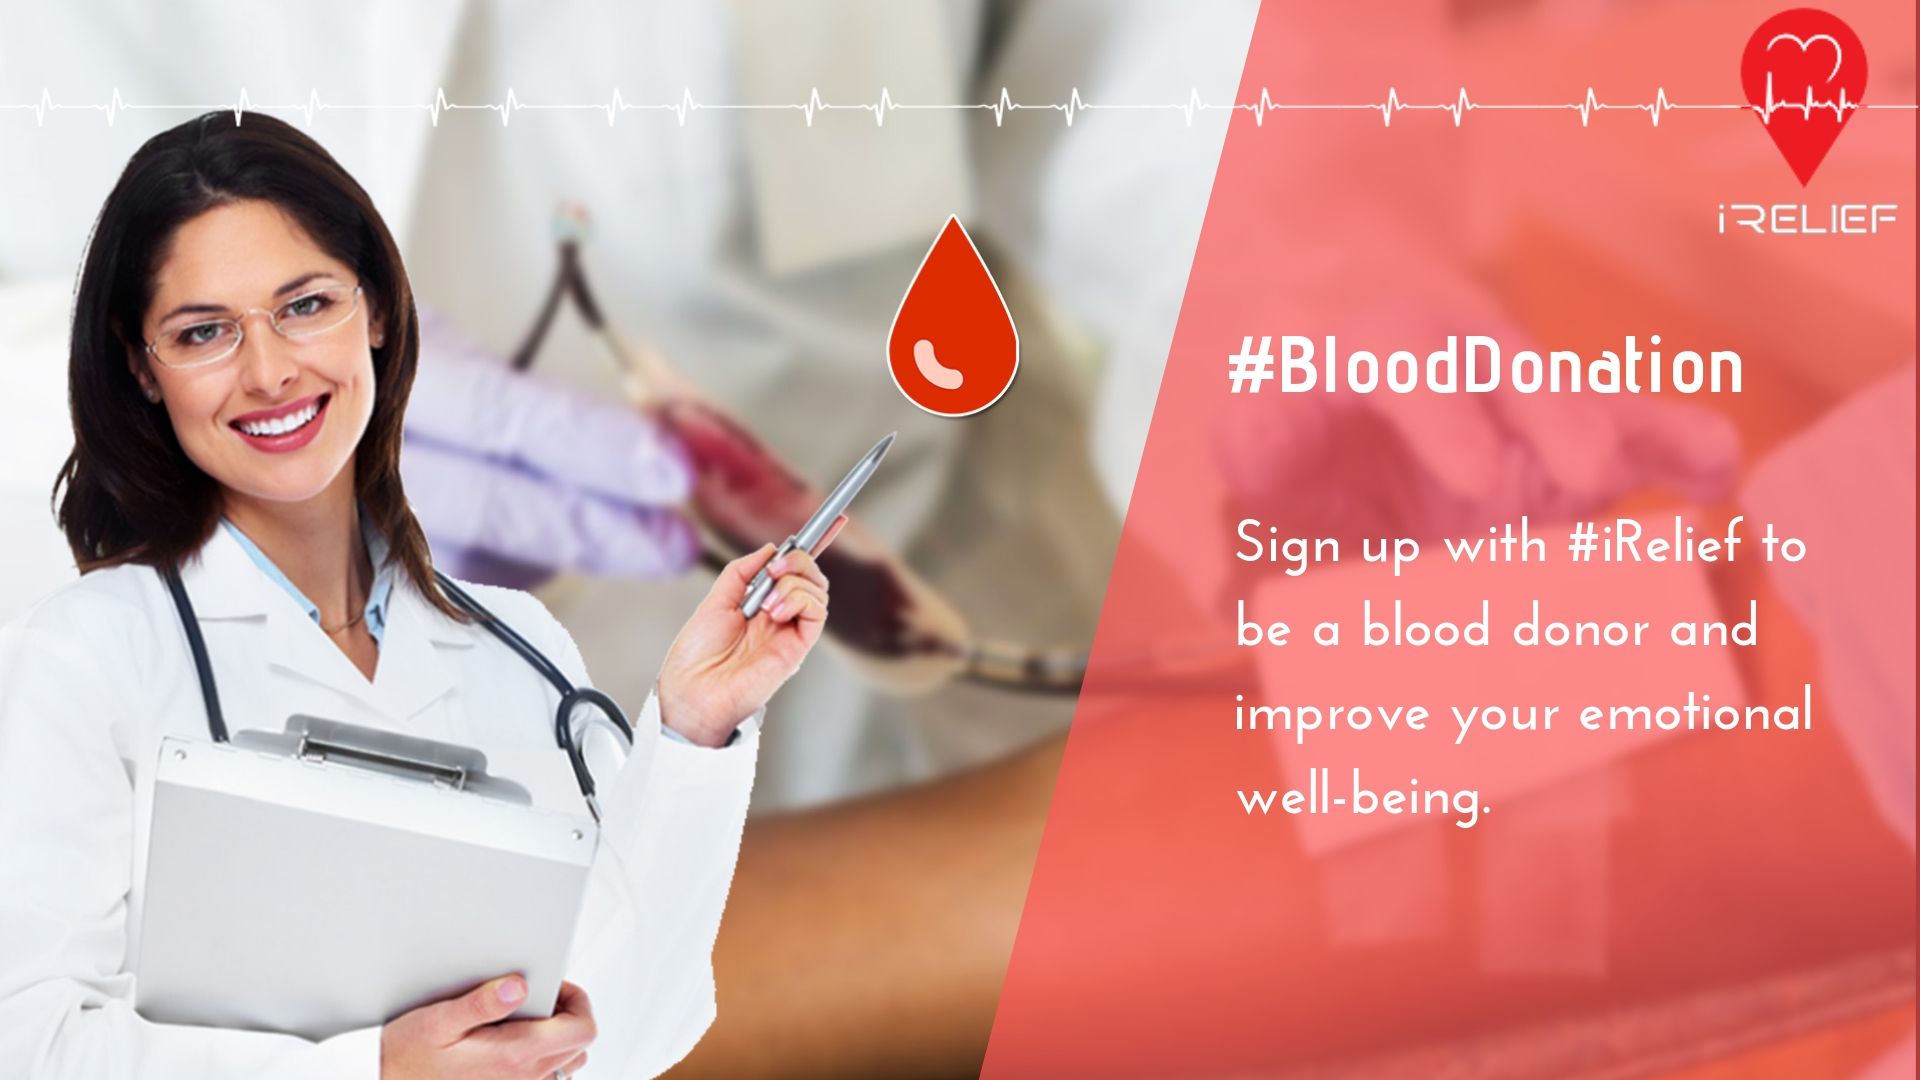 iRELIEF
#BloodDonation
Sign up with #iRelief to
be a blood donor and
improve your emotional
well-being.